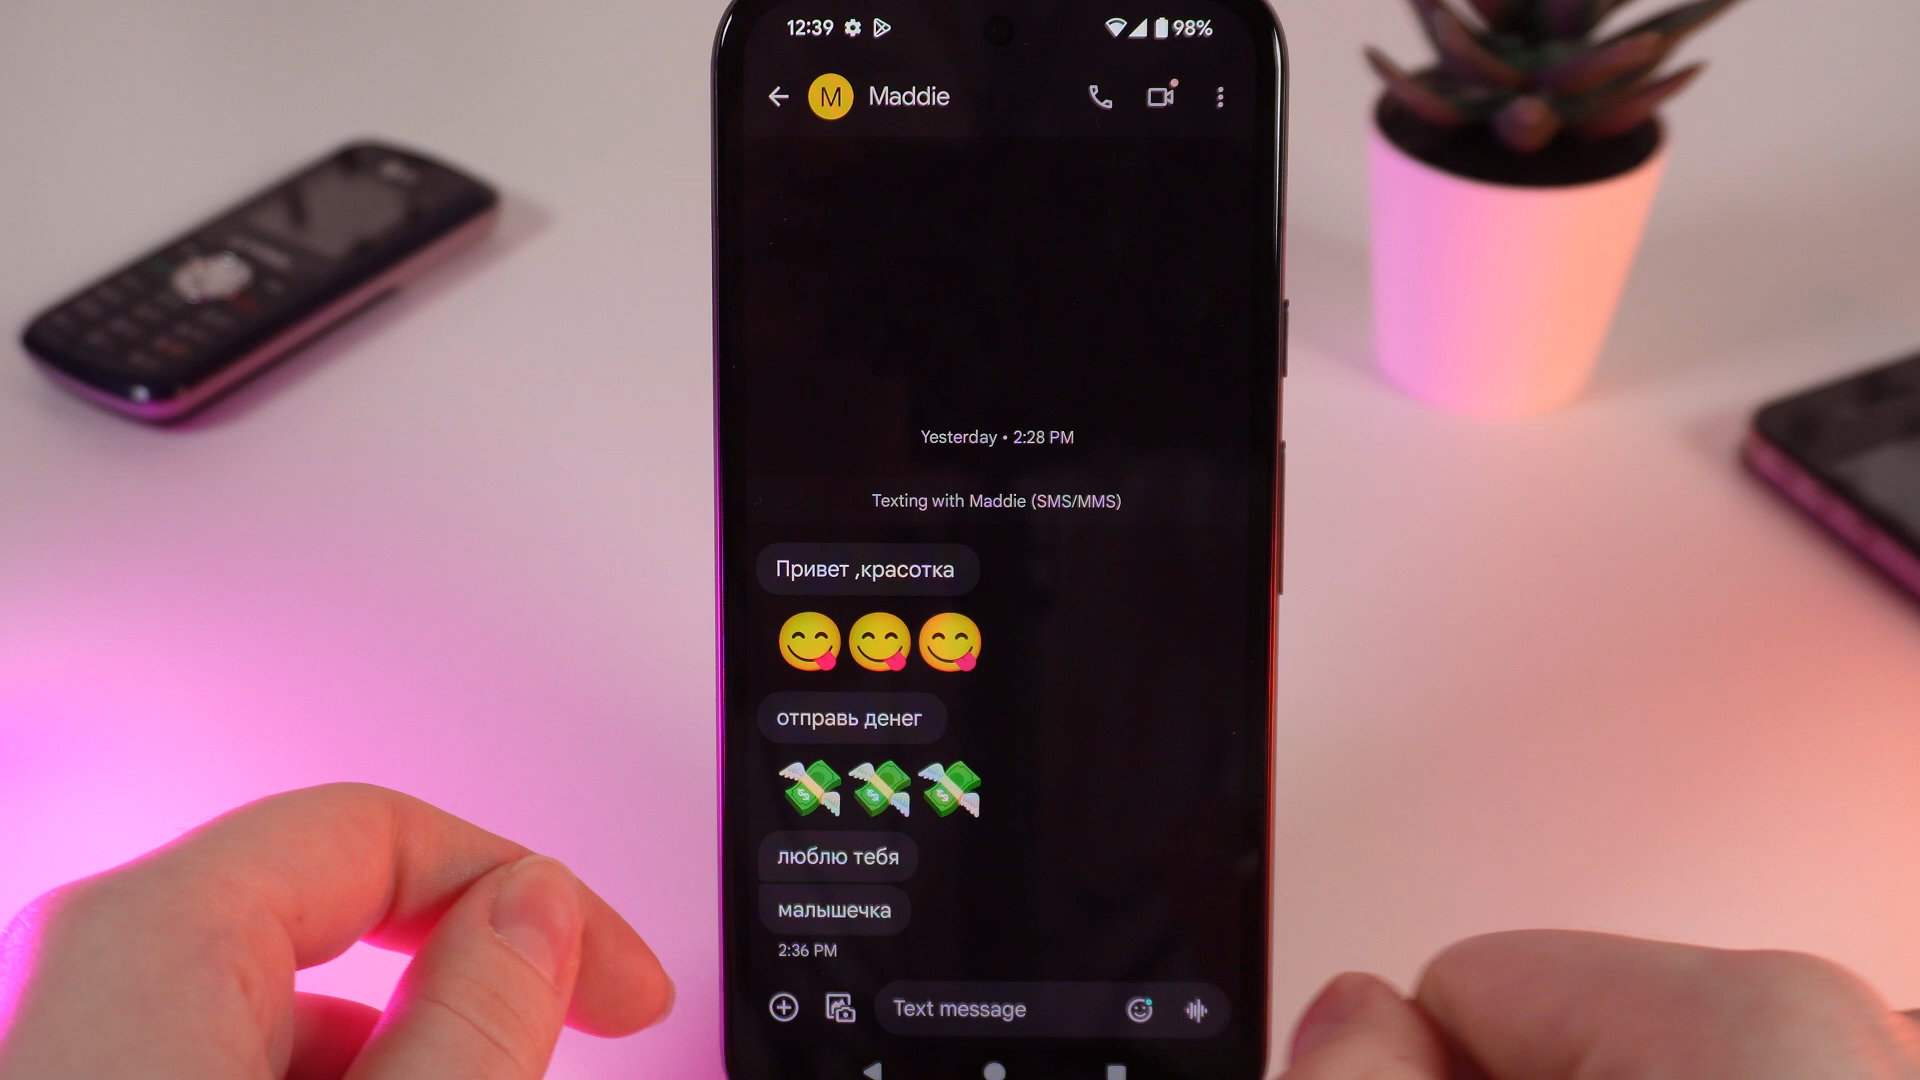 12:39 98%
M Maddie
Yesterday • 2:28 PM
Texting with Maddie (SMS/MMS)
Привет ,красотка
😋😋😋
отправь денег
💸💸💸
люблю тебя
малышечка
2:36 PM
Text message